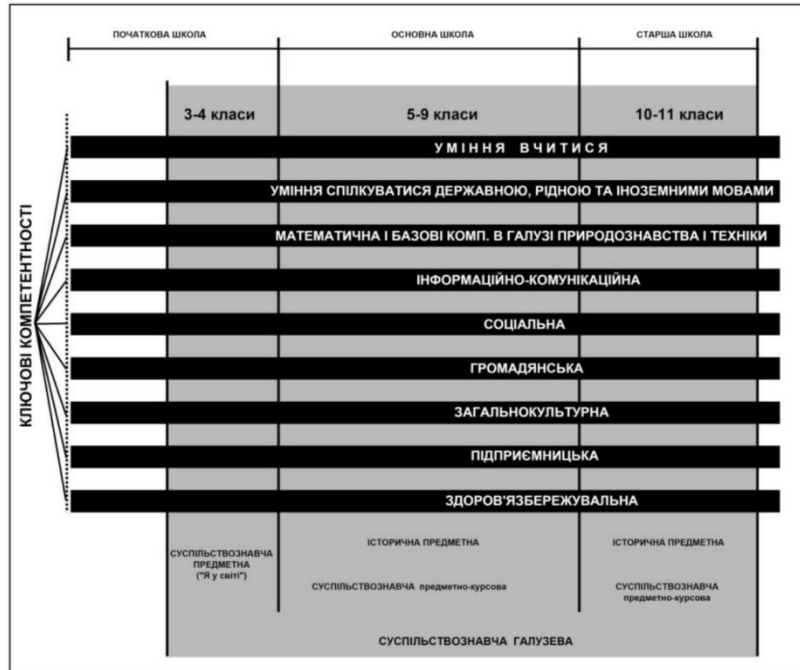 ПОЧАТКОВА ШКОЛА
ОСНОВНА ШКОЛА
СТАРША ШКОЛА
3-4 класи
5-9 класи
10-11 класи
КЛЮЧОВІ КОМПЕТЕНТНОСТІ
УМІННЯ ВЧИТИСЯ
УМІННЯ СПІЛКУВАТИСЯ ДЕРЖАВНОЮ, РІДНОЮ ТА ІНОЗЕМНИМИ МОВАМИ
МАТЕМАТИЧНА І БАЗОВІ КОМП. В ГАЛУЗІ ПРИРОДОЗНАВСТВА І ТЕХНІКИ
ІНФОРМАЦІЙНО-КОМУНІКАЦІЙНА
СОЦІАЛЬНА
ГРОМАДЯНСЬКА
ЗАГАЛЬНОКУЛЬТУРНА
ПІДПРИЄМНИЦЬКА
ЗДОРОВ'ЯЗБЕРЕЖУВАЛЬНА
СУСПІЛЬСТВОЗНАВЧА
ПРЕДМЕТНА
("Я у світі")
ІСТОРИЧНА ПРЕДМЕТНА
СУСПІЛЬСТВОЗНАВЧА предметно-курсова
ІСТОРИЧНА ПРЕДМЕТНА
СУСПІЛЬСТВОЗНАВЧА
предметно-курсова
СУСПІЛЬСТВОЗНАВЧА ГАЛУЗЕВА